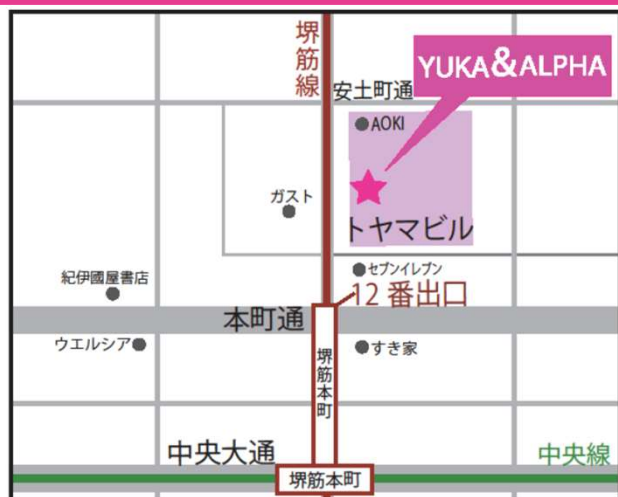 堺筋線
YUKA&ALPHA
安土町通
AOKI
ガスト
トヤマビル
セブンイレブン
紀伊國屋書店
12 番出口
本町通
ウエルシア
すき家
堺筋本町
中央大通
中央線
堺筋本町